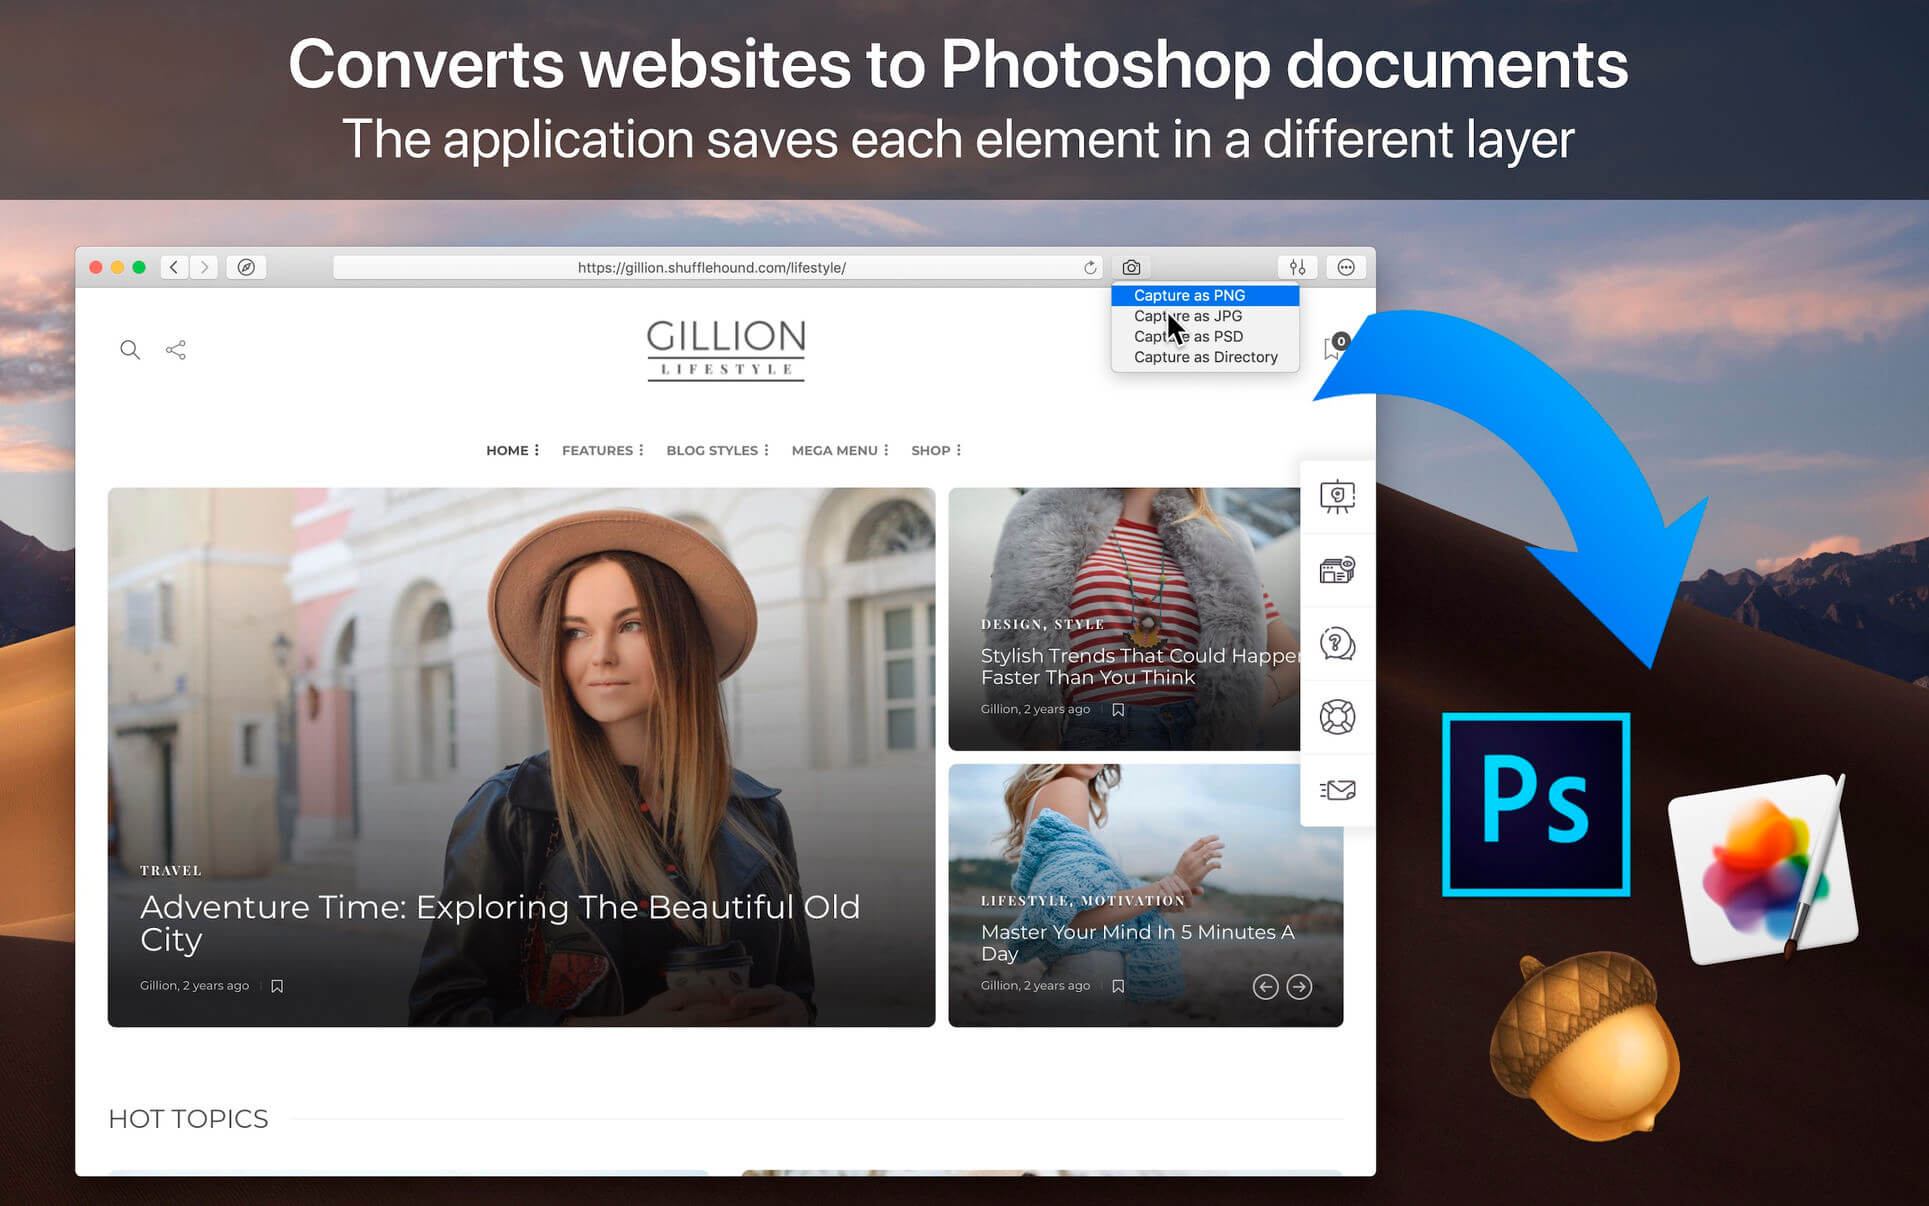 Converts websites to Photoshop documents
The application saves each element in a different layer
https://gillion.shufflehound.com/lifestyle/
Capture as PNG
Capture as JPG
Capture as PSD
Capture as Directory
GILLION
LIFESTYLE
0
HOME
FEATURES
BLOG STYLES
MEGA MENU
SHOP
DESIGN, STYLE
Stylish Trends That Could Happen
Faster Than You Think
Gillion, 2 years ago
TRAVEL
Adventure Time: Exploring The Beautiful Old
City
Gillion, 2 years ago
LIFESTYLE, MOTIVATION
Master Your Mind In 5 Minutes A
Day
Gillion, 2 years ago
Ps
HOT TOPICS